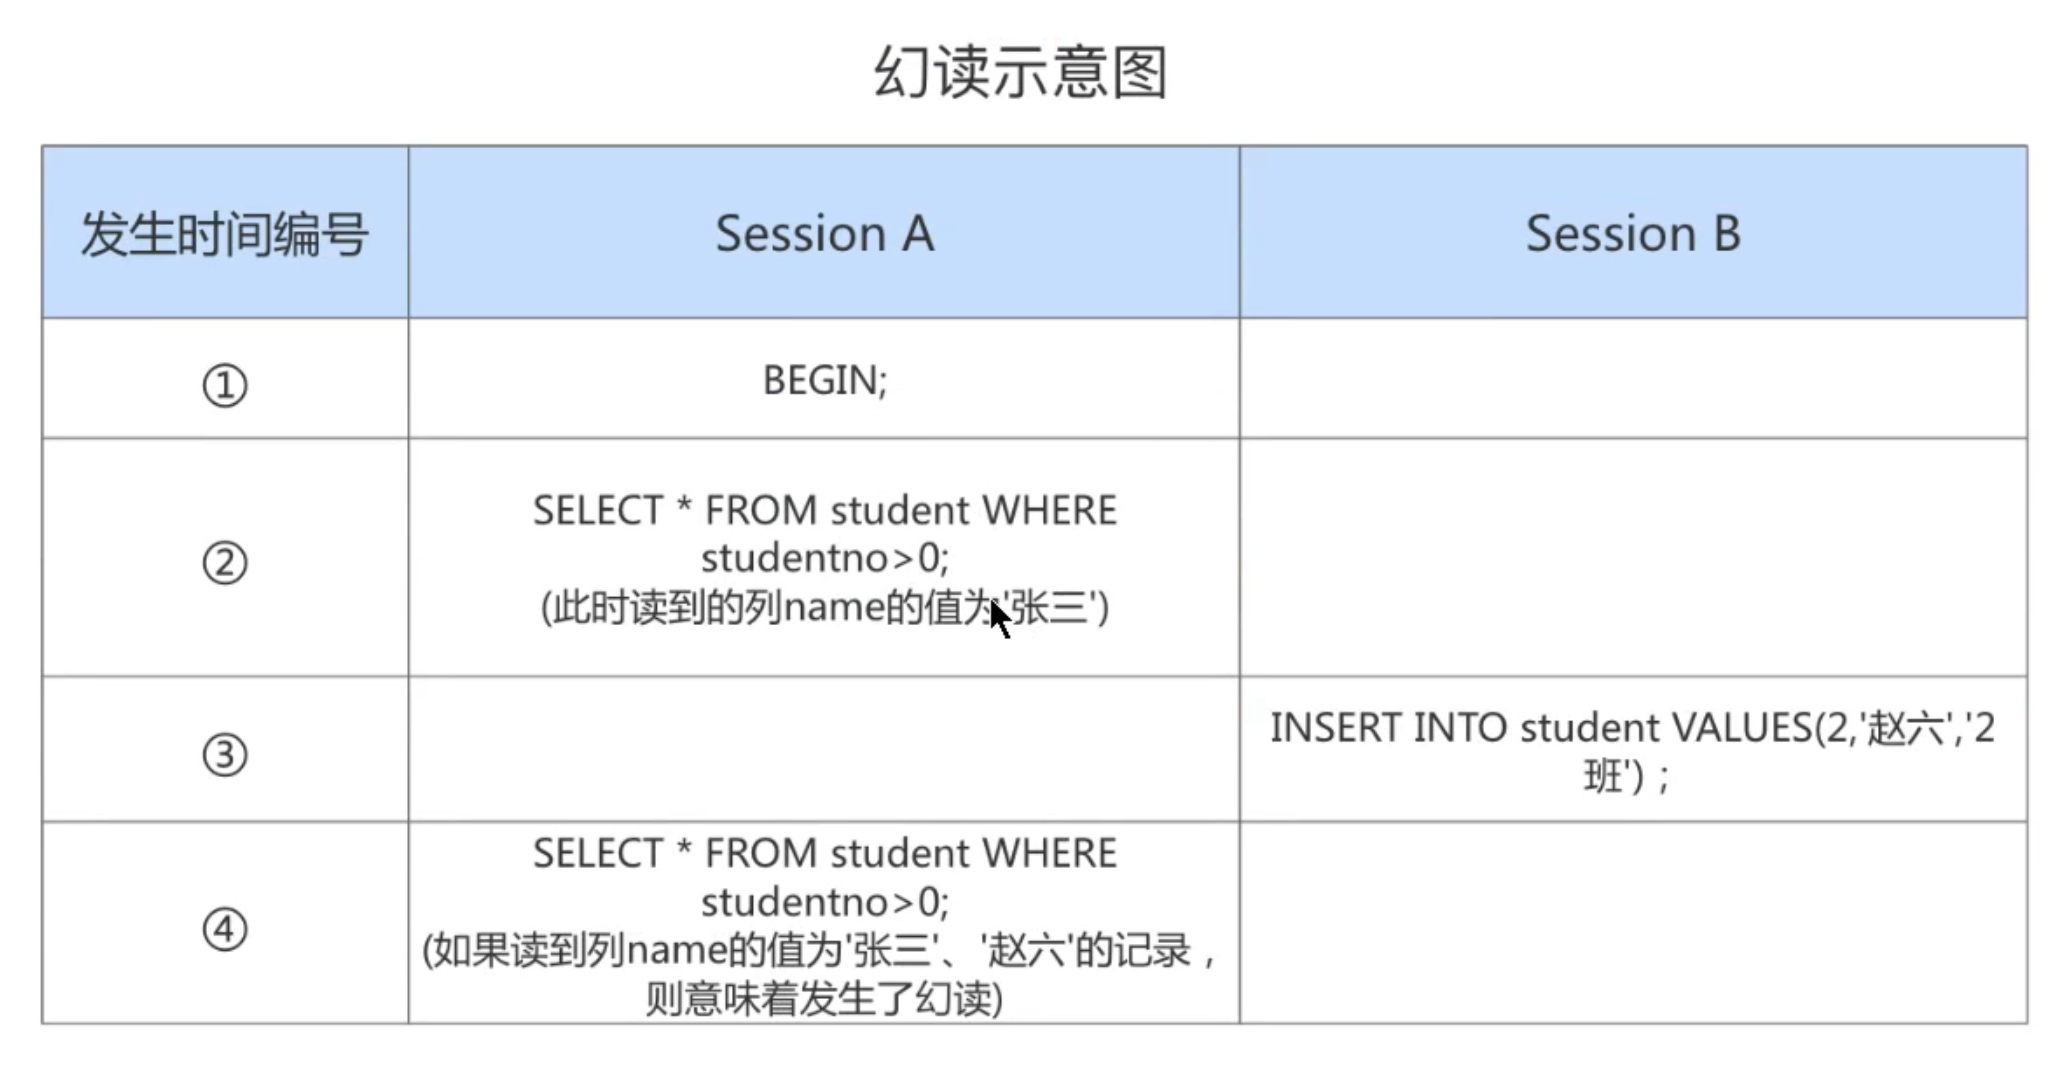 幻读示意图
发生时间编号
Session A
Session B
①
BEGIN;
②
SELECT * FROM student WHERE
studentno>0;
(此时读到的列name的值为'张三')
③
INSERT INTO student VALUES(2,'赵六','2
班')；
④
SELECT * FROM student WHERE
studentno>0;
(如果读到列name的值为'张三'、'赵六'的记录，
则意味着发生了幻读)